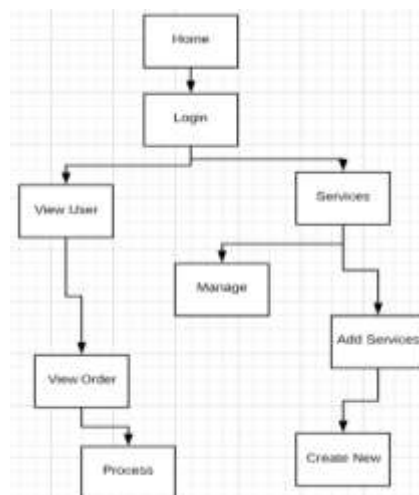 Home
Login
View User
Services
Manage
Add Services
View Order
Create New
Process